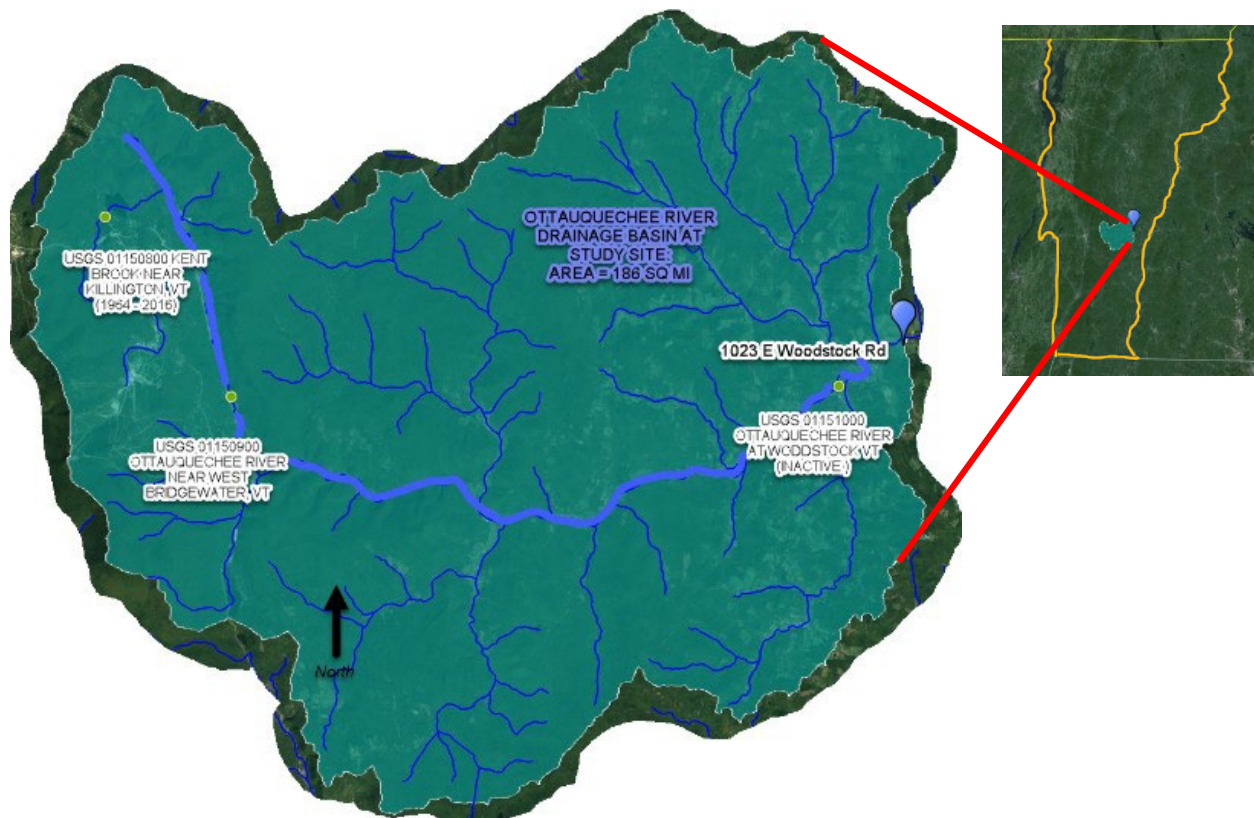 OTTAUQUECHEE RIVER
DRAINAGE BASIN AT
STUDY SITE:
AREA = 186 SQ MI
USGS 01150800 KENT
BROOK NEAR
KILLINGTON, VT
(1964 - 2016)
1023 E Woodstock Rd
USGS 01151000
OTTAUQUECHEE RIVER
AT WOODSTOCK VT
(INACTIVE)
USGS 01150900
OTTAUQUECHEE RIVER
NEAR WEST
BRIDGEWATER, VT
North